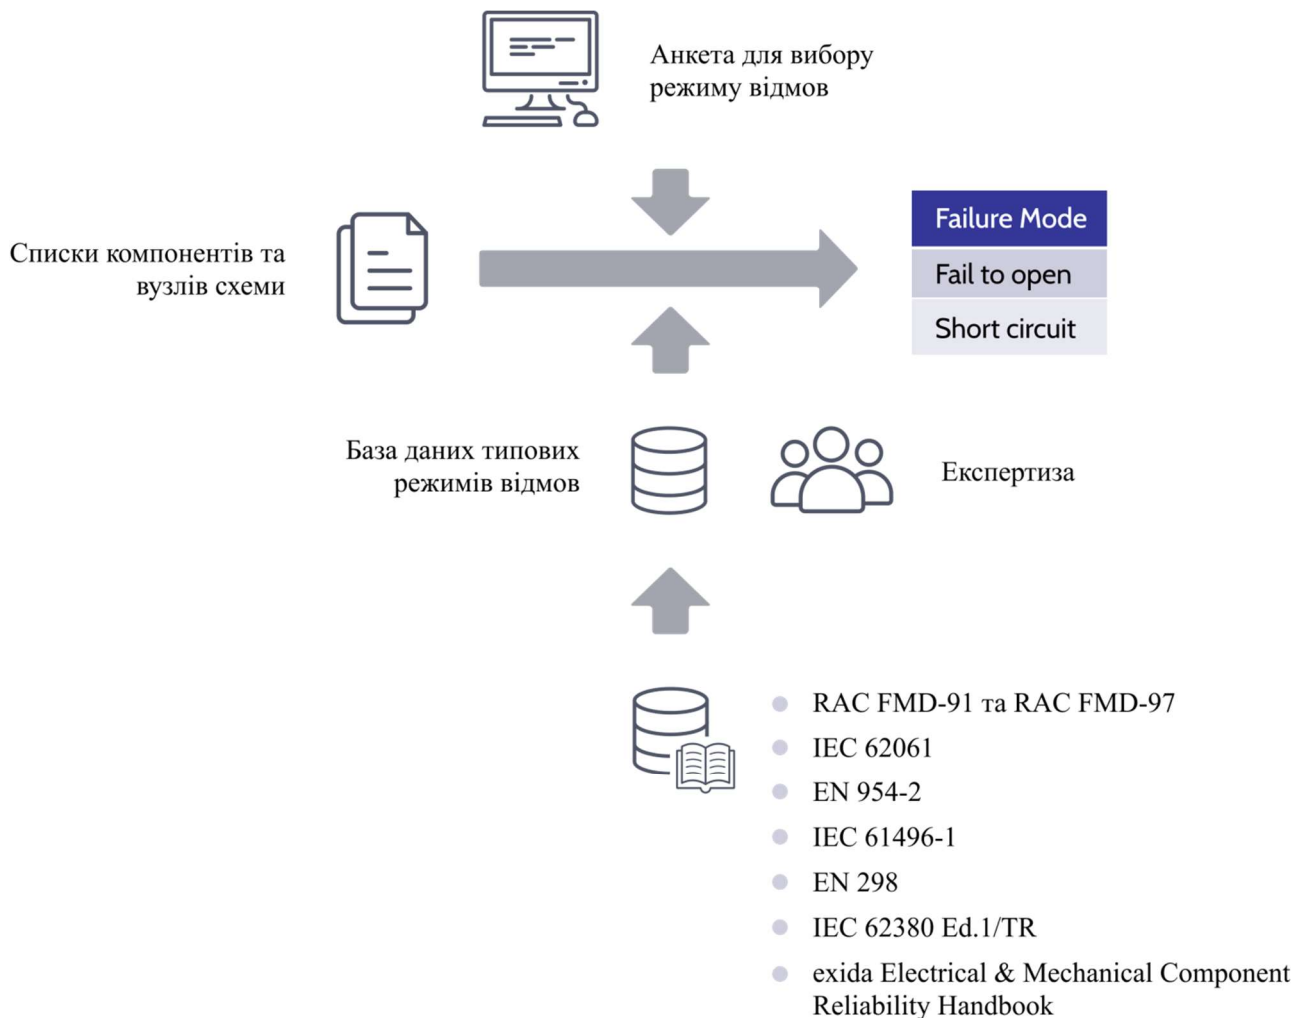 Анкета для вибору
режиму відмов
Списки компонентів та
вузлів схеми
Failure Mode
Fail to open
Short circuit
База даних типових
режимів відмов
Експертиза
RAC FMD-91 та RAC FMD-97
IEC 62061
EN 954-2
IEC 61496-1
EN 298
IEC 62380 Ed.1/TR
exida Electrical & Mechanical Component
Reliability Handbook